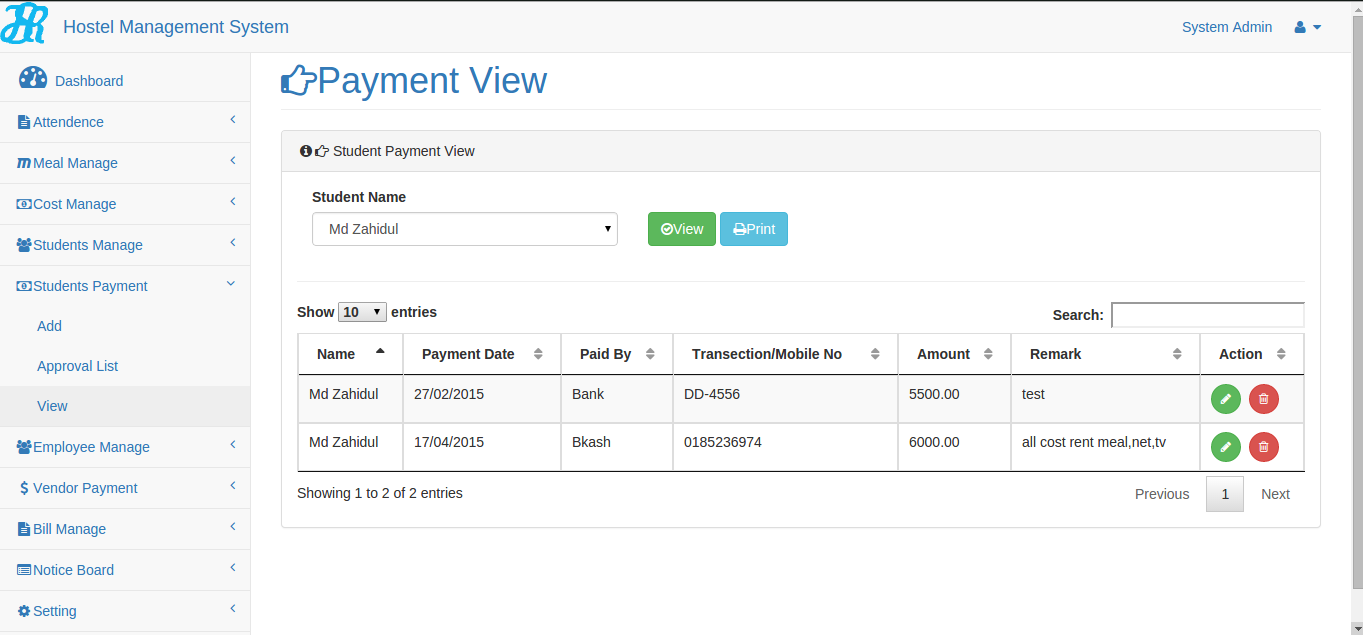 Hostel Management System
System Admin
Dashboard
Attendence
Meal Manage
Cost Manage
Students Manage
Students Payment
Add
Approval List
View
Employee Manage
Vendor Payment
Bill Manage
Notice Board
Setting
Payment View
Student Payment View
Student Name
Md Zahidul View Print
Show 10 entries Search:
Name Payment Date Paid By Transection/Mobile No Amount Remark Action
Md Zahidul 27/02/2015 Bank DD-4556 5500.00 test
Md Zahidul 17/04/2015 Bkash 0185236974 6000.00 all cost rent meal,net,tv
Showing 1 to 2 of 2 entries Previous 1 Next